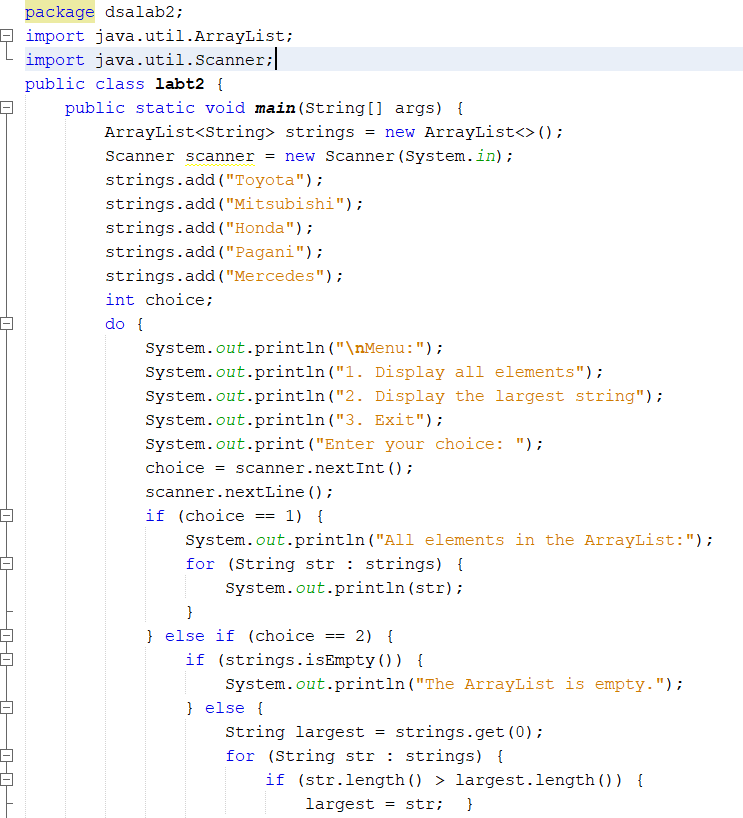 package dsalab2;
import java.util.ArrayList;
import java.util.Scanner;
public class labt2 {
    public static void main(String[] args) {
        ArrayList<String> strings = new ArrayList<>();
        Scanner scanner = new Scanner(System.in);
        strings.add("Toyota");
        strings.add("Mitsubishi");
        strings.add("Honda");
        strings.add("Pagani");
        strings.add("Mercedes");
        int choice;
        do {
            System.out.println("\nMenu:");
            System.out.println("1. Display all elements");
            System.out.println("2. Display the largest string");
            System.out.println("3. Exit");
            System.out.print("Enter your choice: ");
            choice = scanner.nextInt();
            scanner.nextLine();
            if (choice == 1) {
                System.out.println("All elements in the ArrayList:");
                for (String str : strings) {
                    System.out.println(str);
                }
            } else if (choice == 2) {
                if (strings.isEmpty()) {
                    System.out.println("The ArrayList is empty.");
                } else {
                    String largest = strings.get(0);
                    for (String str : strings) {
                        if (str.length() > largest.length()) {
                            largest = str;  }